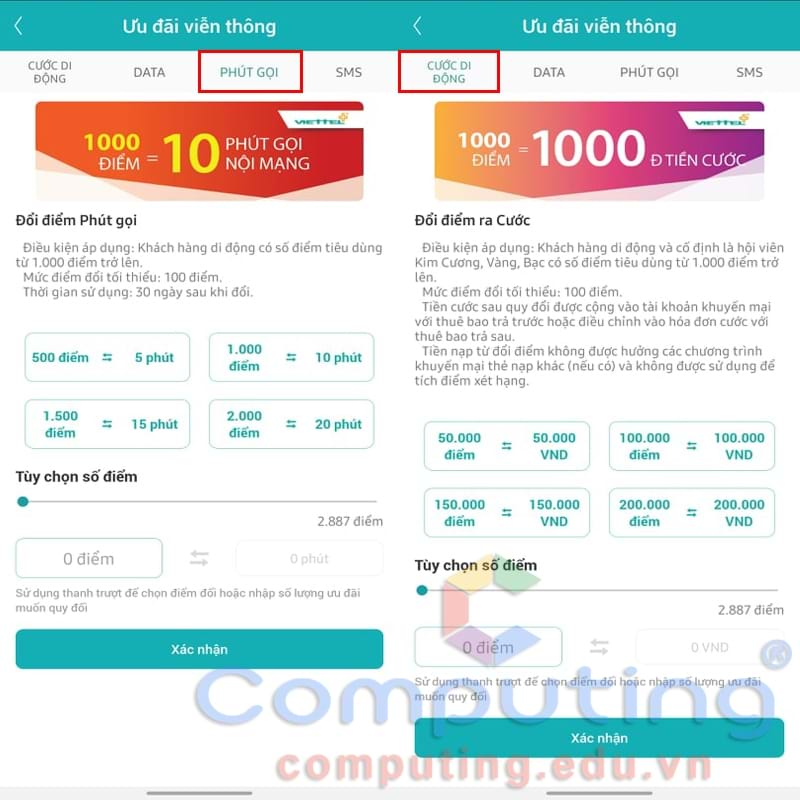 Ưu đãi viễn thông
CƯỚC DI
ĐỘNG
DATA
PHÚT GỌI
SMS
VIETTEL
1000
ĐIỂM
=
10
PHÚT GỌI
NỘI MẠNG
Đổi điểm Phút gọi
Điều kiện áp dụng: Khách hàng di động có số điểm tiêu dùng
từ 1.000 điểm trở lên.
Mức điểm đổi tối thiểu: 100 điểm.
Thời gian sử dụng: 30 ngày sau khi đổi.
500 điểm ⇆ 5 phút
1.000
điểm
⇆ 10 phút
1.500
điểm
⇆ 15 phút
2.000
điểm
⇆ 20 phút
Tùy chọn số điểm
2.887 điểm
0 điểm
0 phút
Sử dụng thanh trượt để chọn điểm đổi hoặc nhập số lượng ưu đãi
muốn quy đổi
Xác nhận
Ưu đãi viễn thông
CƯỚC DI
ĐỘNG
DATA
PHÚT GỌI
SMS
VIETTEL
1000
ĐIỂM
=
1000 Đ TIỀN CƯỚC
Đổi điểm ra Cước
Điều kiện áp dụng: Khách hàng di động và cố định là hội viên
Kim Cương, Vàng, Bạc có số điểm tiêu dùng từ 1.000 điểm trở
lên.
Mức điểm đổi tối thiểu: 100 điểm.
Tiền cước sau quy đổi được cộng vào tài khoản khuyến mại
với thuê bao trả trước hoặc điều chỉnh vào hóa đơn cước với
thuê bao trả sau.
Tiền nạp từ đổi điểm không được hưởng các chương trình
khuyến mại thẻ nạp khác (nếu có) và không được sử dụng để
tích điểm xét hạng.
50.000
điểm
⇆
50.000
VND
100.000
điểm
⇆
100.000
VND
150.000
điểm
⇆
150.000
VND
200.000
điểm
⇆
200.000
VND
Tùy chọn số điểm
2.887 điểm
0 điểm
0 VND
Sử dụng thanh trượt để chọn điểm đổi hoặc nhập số lượng ưu đãi
muốn quy đổi
Xác nhận
Computing
®
computing.edu.vn